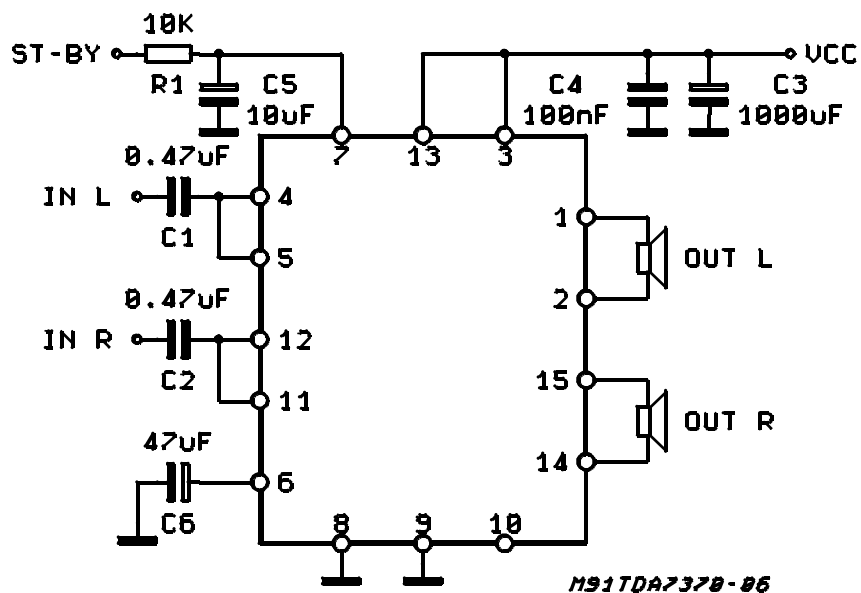 10K
ST-BY
VCC
R1
C5
10uF
C4
100nF
C3
1000uF
7
13
3
0.47uF
IN L
C1
4
5
1
2
OUT L
0.47uF
IN R
C2
12
11
15
14
OUT R
47uF
C6
6
8
9
10
M91TDA7370-06